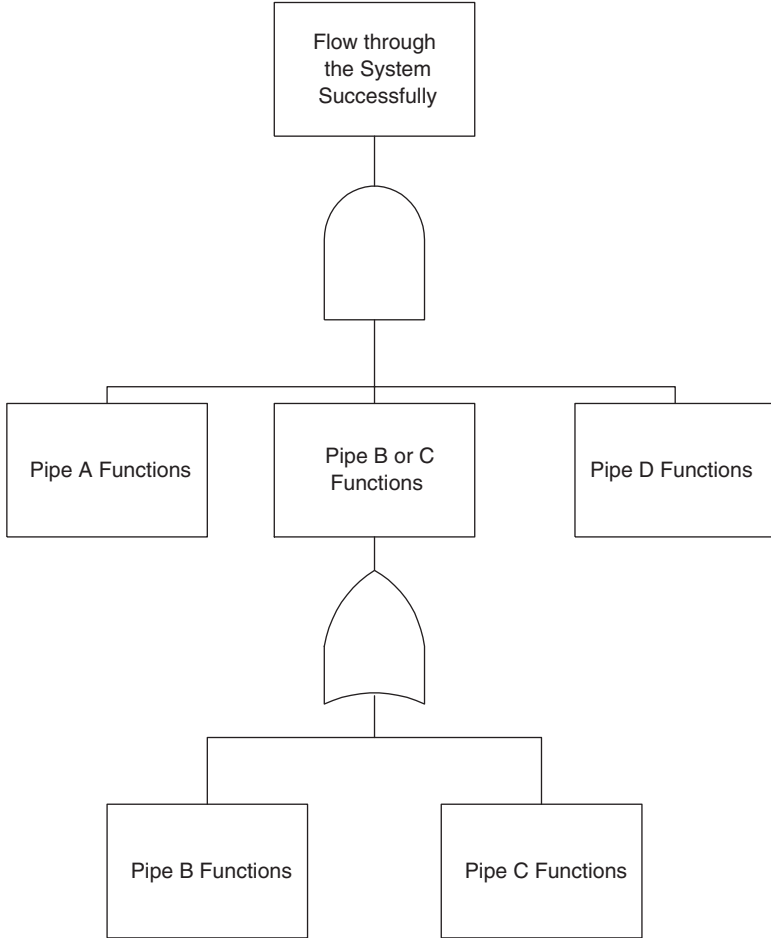 Flow through
the System
Successfully
Pipe A Functions
Pipe B or C
Functions
Pipe D Functions
Pipe B Functions
Pipe C Functions